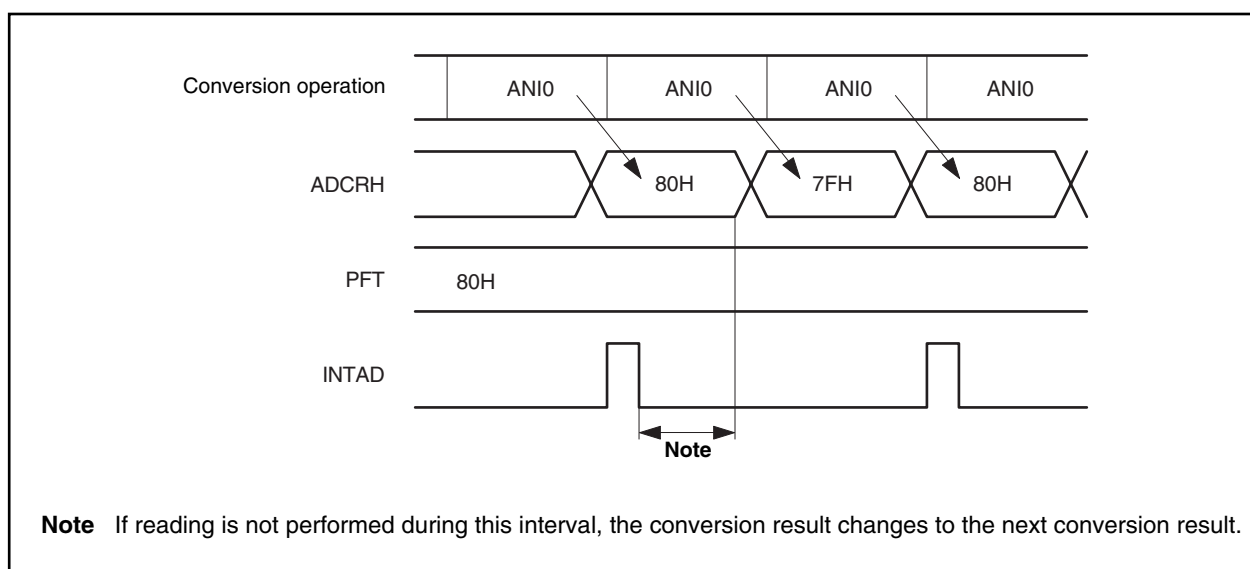 Conversion operation
ANI0 ANI0 ANI0 ANI0
ADCRH
80H 7FH 80H
PFT
80H
INTAD
Note
Note If reading is not performed during this interval, the conversion result changes to the next conversion result.